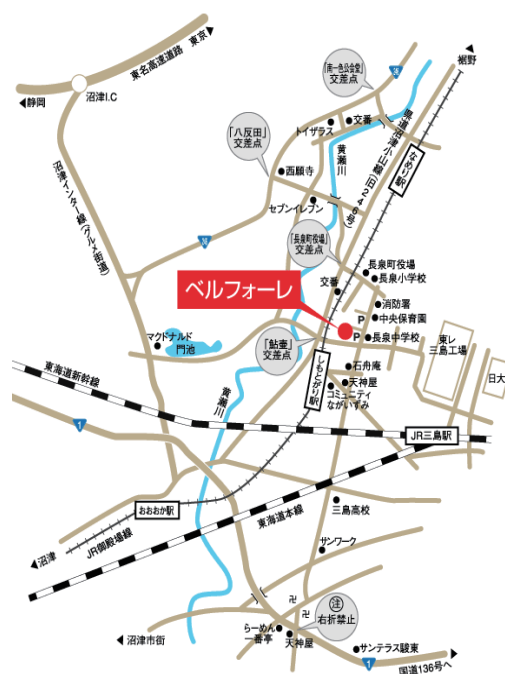 東名高速道路
東京
静岡
沼津I.C
沼津インター線(グルメ街道)
「南一色公会堂」
交差点
裾野
トイザラス
交番
「八反田」
交差点
黄瀬川
県道沼津小山線(旧246号)
なめり駅
西願寺
セブンイレブン
「長泉町役場」
交差点
長泉町役場
長泉小学校
交番
ベルフォーレ
消防署
P
中央保育園
P
長泉中学校
東レ
三島工場
マクドナルド
門池
「鮎壷」
交差点
しもとがり駅
石舟庵
天神屋
コミュニティ
ながいずみ
日大
東海道新幹線
黄瀬川
1
JR三島駅
おおおか駅
三島高校
東海道本線
JR御殿場線
沼津
サンワーク
注
右折禁止
らーめん
一番亭
天神屋
沼津市街
サンテラス駿東
1
国道136号へ